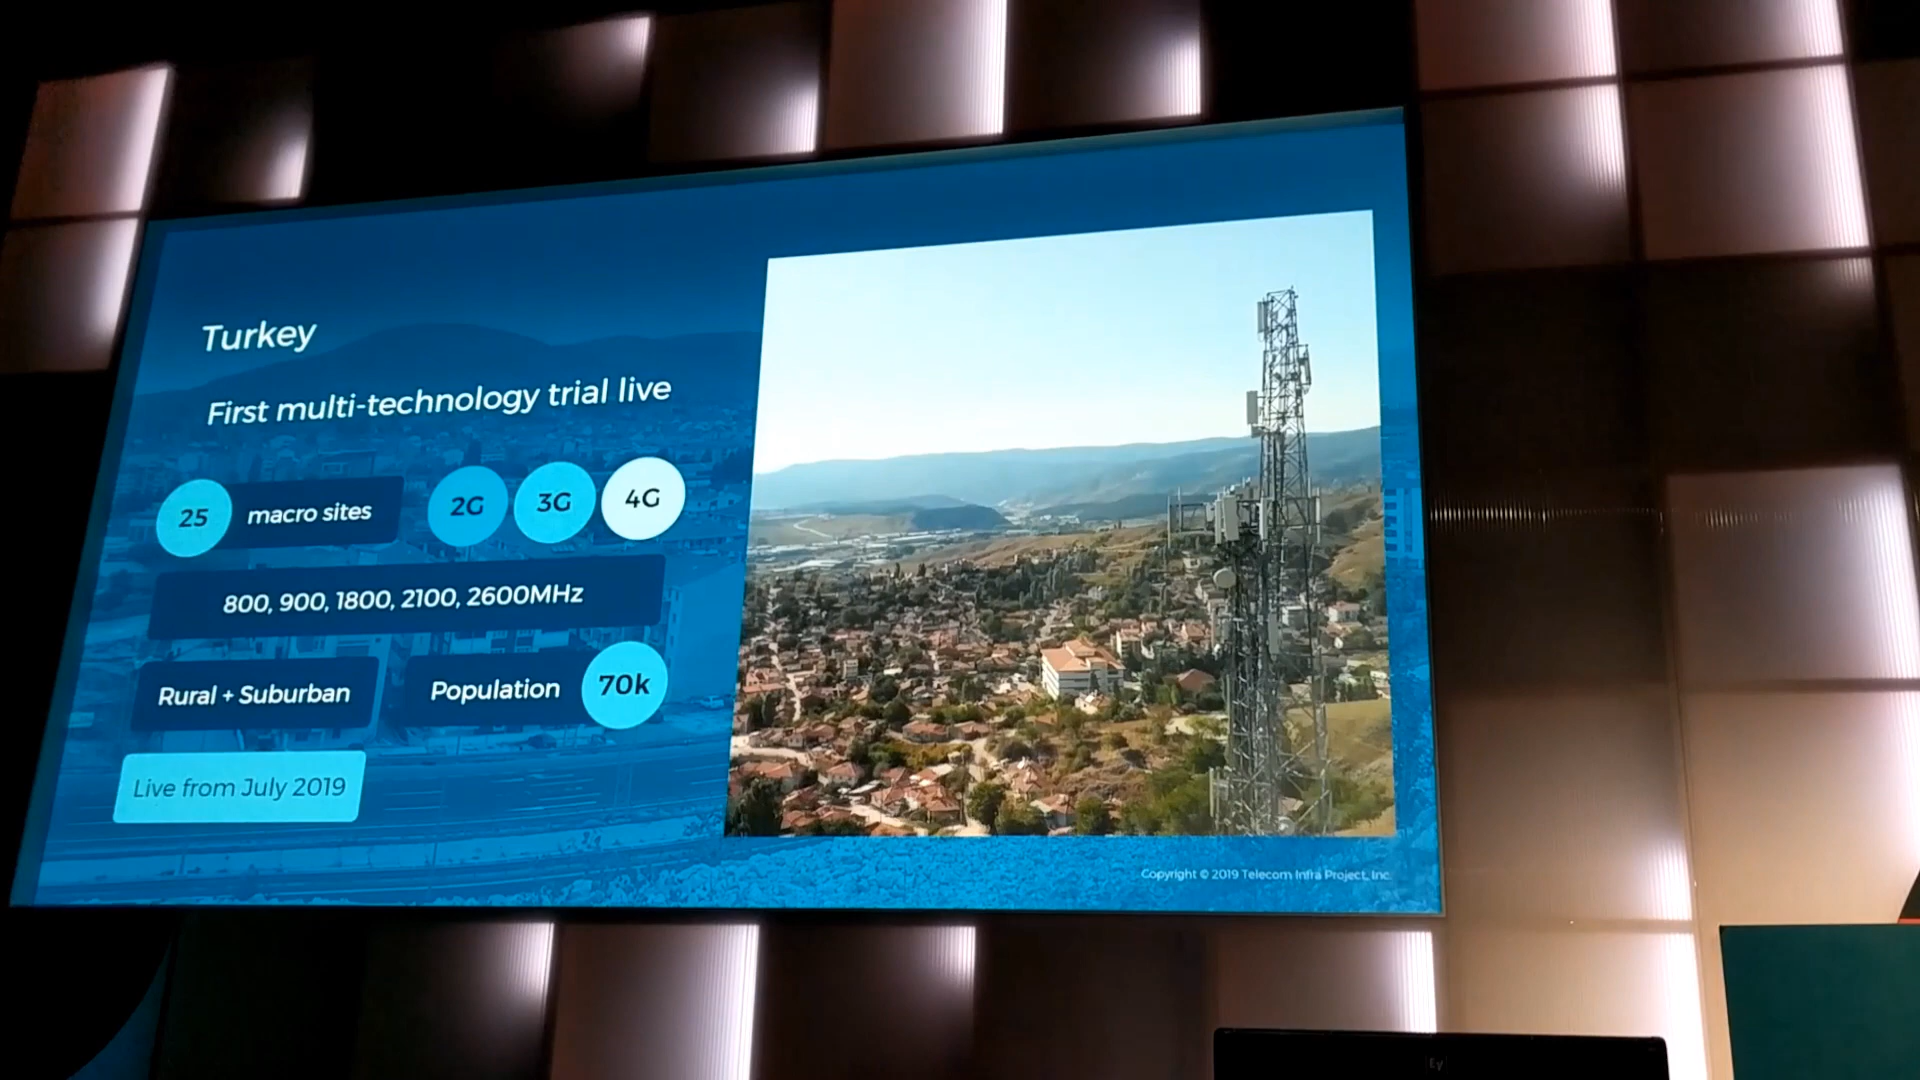 Turkey
First multi-technology trial live
25 macro sites 2G 3G 4G
800, 900, 1800, 2100, 2600MHz
Rural + Suburban Population 70k
Live from July 2019
Copyright © 2019 Telecom Infra Project, Inc.